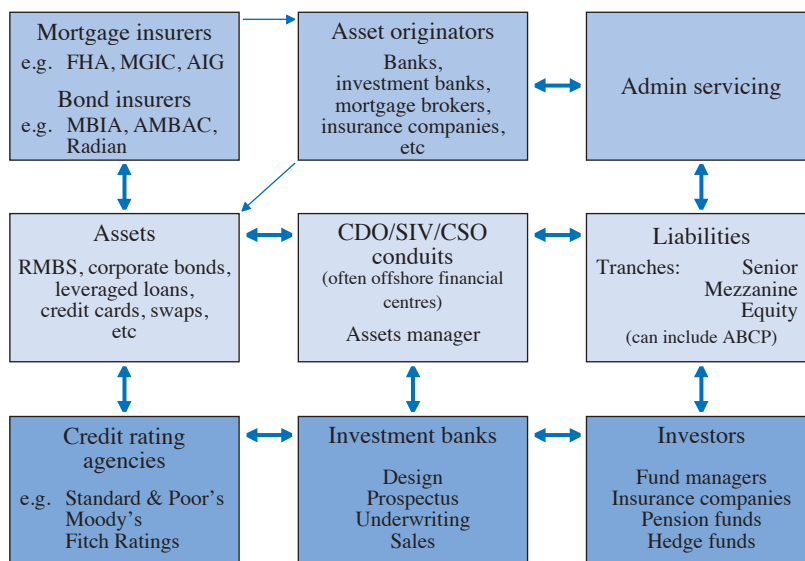 Mortgage insurers
e.g. FHA, MGIC, AIG
Bond insurers
e.g. MBIA, AMBAC,
Radian
Asset originators
Banks,
investment banks,
mortgage brokers,
insurance companies,
etc
Admin servicing
Assets
RMBS, corporate bonds,
leveraged loans,
credit cards, swaps,
etc
CDO/SIV/CSO
conduits
(often offshore financial
centres)
Assets manager
Liabilities
Tranches: Senior
Mezzanine
Equity
(can include ABCP)
Credit rating
agencies
e.g. Standard & Poor's
Moody's
Fitch Ratings
Investment banks
Design
Prospectus
Underwriting
Sales
Investors
Fund managers
Insurance companies
Pension funds
Hedge funds